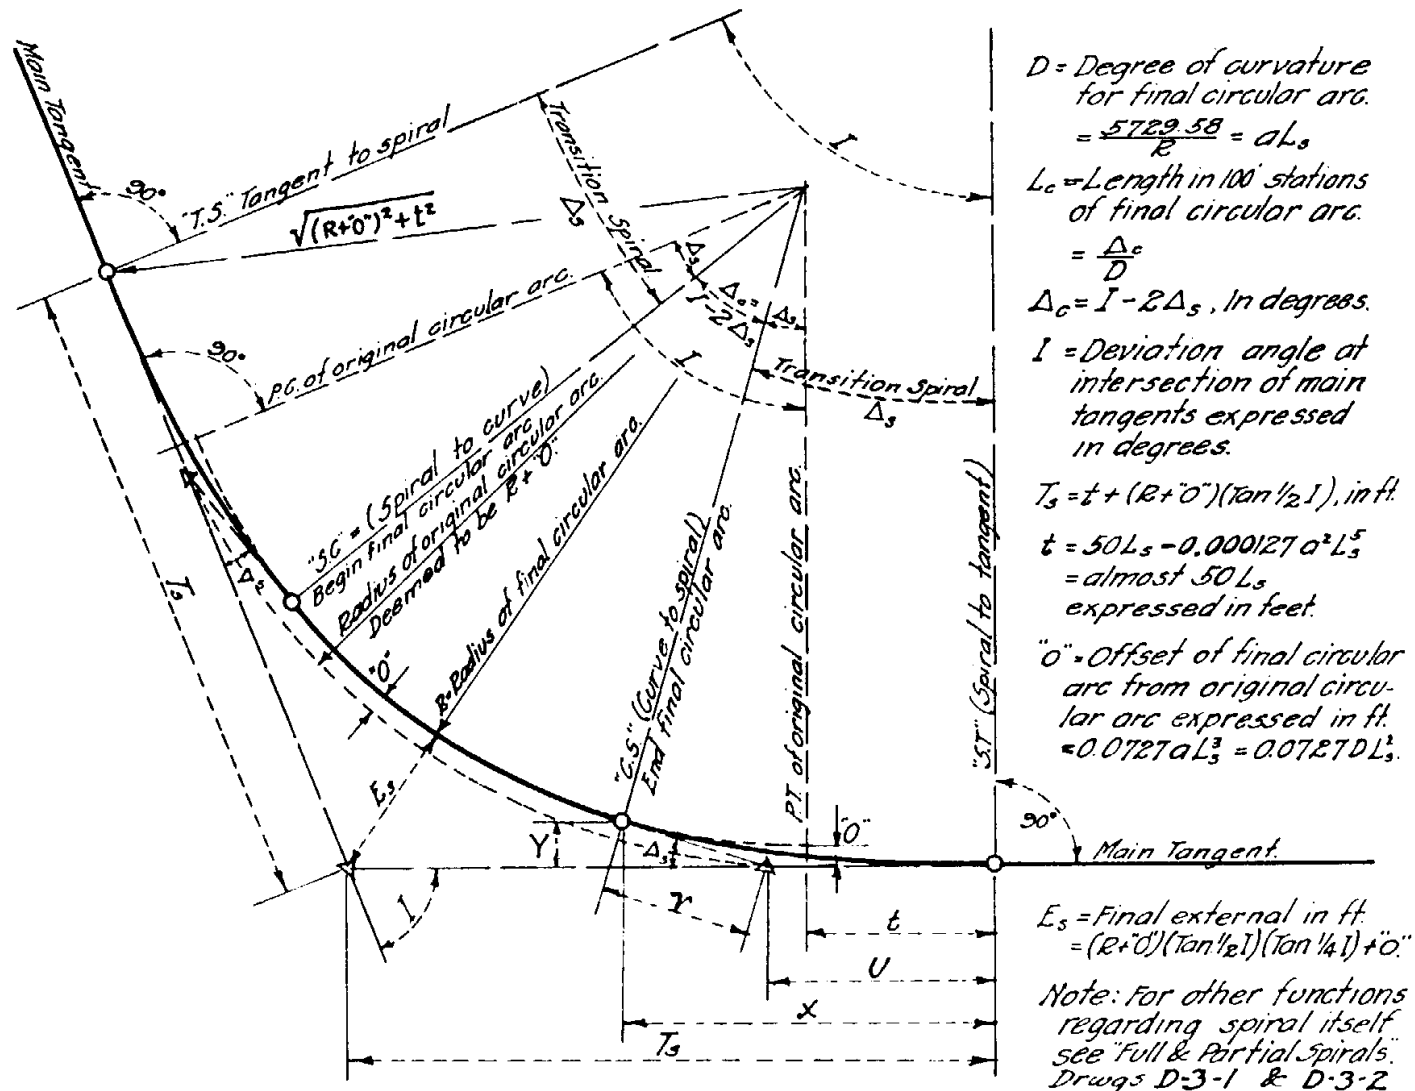 D = Degree of curvature
for final circular arc.
= 5729.58 / R = aLs
Lc = Length in 100' stations
of final circular arc.
= Δc / D
Δc = I - 2Δs, In degrees.
I = Deviation angle at
intersection of main
tangents expressed
in degrees.
Ts = t + (R+"O")(Tan ½ I), in ft.
t = 50Ls - 0.000127 a²Ls⁵
= almost 50Ls
expressed in feet.
"O" = Offset of final circular
arc from original circu-
lar arc expressed in ft.
= 0.0727aLs³ = 0.0727DLs².
Es = Final external in ft.
= (R+"O")(Tan ½ I)(Tan ¼ I) + "O"
Note: For other functions
regarding spiral itself
see "Full & Partial Spirals".
Drwgs D-3-1 & D-3-2
Main Tangent
90°
"T.S." Tangent to spiral
√(R+"O")² + t²
Transition Spiral
Δs
I
90°
P.C. of original circular arc.
Δs
Δc =
I-2Δs
Δs
I
Transition Spiral
Δs
"S.C." = (Spiral to curve)
Begin final circular arc
Radius of original circular arc.
Deemed to be R + "O"
R = Radius of final circular arc.
"C.S." (Curve to spiral)
End final circular arc.
P.T. of original circular arc.
"S.T." (Spiral to tangent)
Ts
Δs
"O"
Es
Y
Δs
"O"
90°
Main Tangent.
I
r
t
U
x
Ts